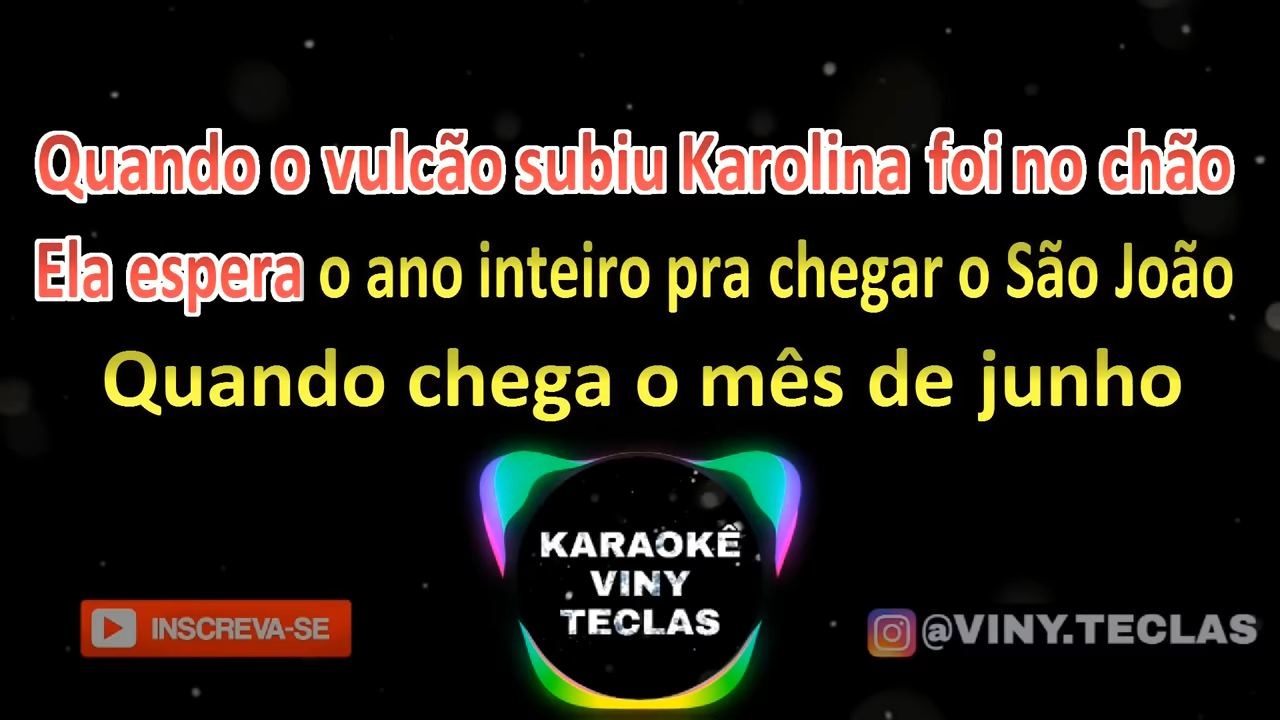 Quando o vulcão subiu Karolina foi no chão
Ela espera o ano inteiro pra chegar o São João
Quando chega o mês de junho
KARAOKÊ
VINY
TECLAS
INSCREVA-SE
@VINY.TECLAS